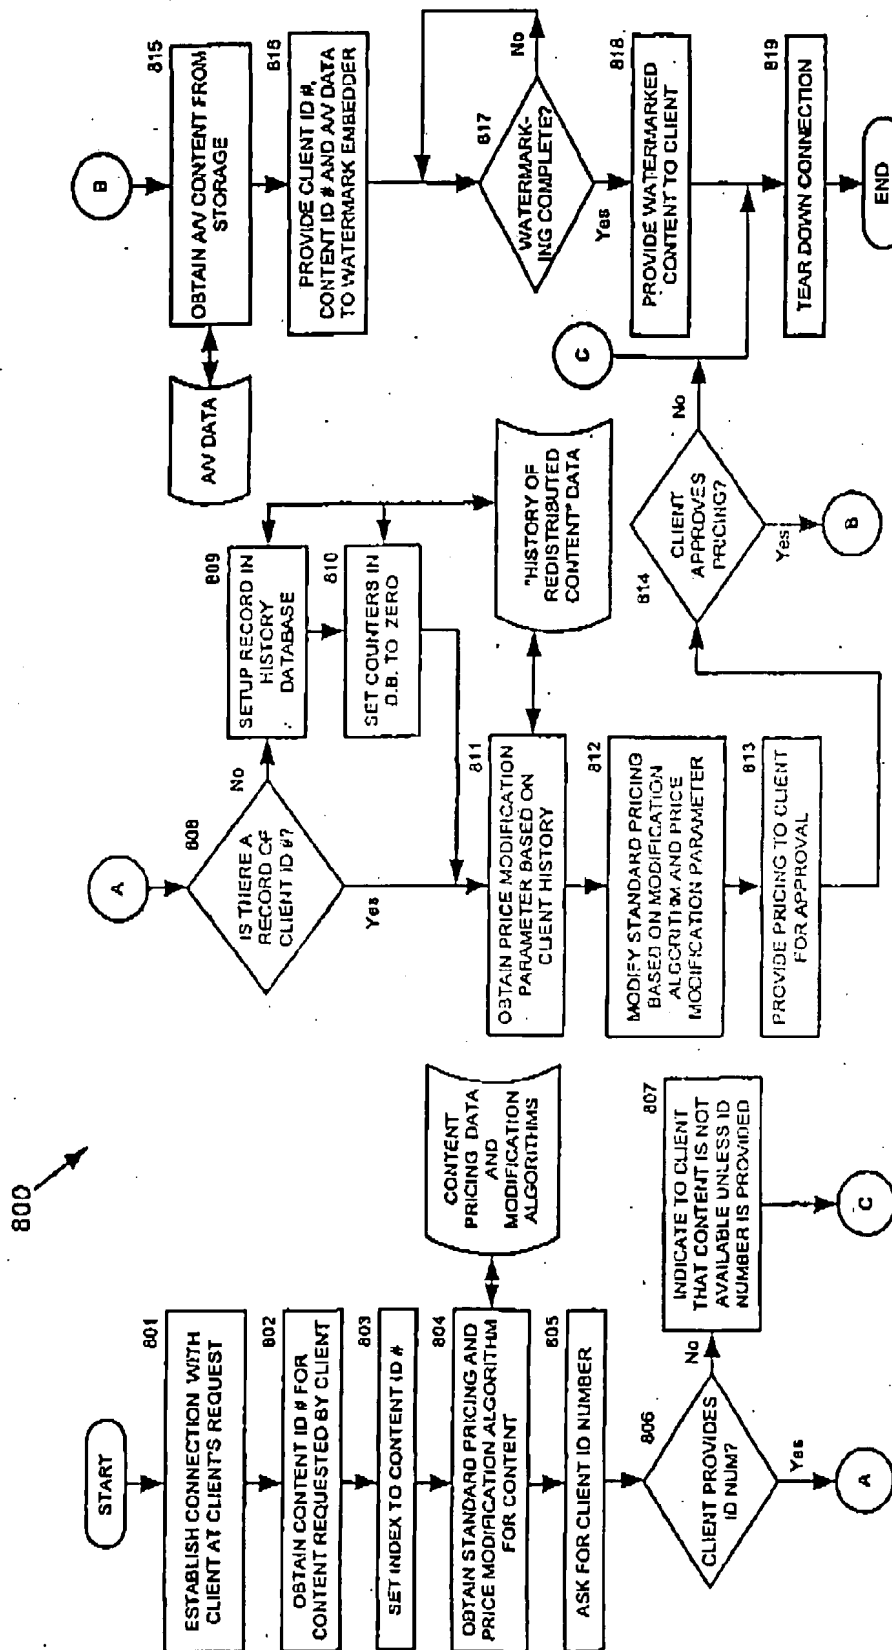 800
START
801
ESTABLISH CONNECTION WITH
CLIENT AT CLIENT'S REQUEST
802
OBTAIN CONTENT ID # FOR
CONTENT REQUESTED BY CLIENT
803
SET INDEX TO CONTENT ID #
804
OBTAIN STANDARD PRICING AND
PRICE MODIFICATION ALGORITHM
FOR CONTENT
CONTENT
PRICING DATA
AND
MODIFICATION
ALGORITHMS
805
ASK FOR CLIENT ID NUMBER
806
CLIENT PROVIDES
ID NUM?
No
Yes
807
INDICATE TO CLIENT
THAT CONTENT IS NOT
AVAILABLE UNLESS ID
NUMBER IS PROVIDED
C
A
A
808
IS THERE A
RECORD OF
CLIENT ID #?
No
Yes
809
SETUP RECORD IN
HISTORY
DATABASE
810
SET COUNTERS IN
D.B. TO ZERO
811
OBTAIN PRICE MODIFICATION
PARAMETER BASED ON
CLIENT HISTORY
"HISTORY OF
REDISTRIBUTED
CONTENT" DATA
812
MODIFY STANDARD PRICING
BASED ON MODIFICATION
ALGORITHM AND PRICE
MODIFICATION PARAMETER
813
PROVIDE PRICING TO CLIENT
FOR APPROVAL
814
CLIENT
APPROVES
PRICING?
No
Yes
B
C
B
815
OBTAIN A/V CONTENT FROM
STORAGE
A/V DATA
816
PROVIDE CLIENT ID #,
CONTENT ID # AND A/V DATA
TO WATERMARK EMBEDDER
817
WATERMARK-
ING COMPLETE?
No
Yes
818
PROVIDE WATERMARKED
CONTENT TO CLIENT
819
TEAR DOWN CONNECTION
END